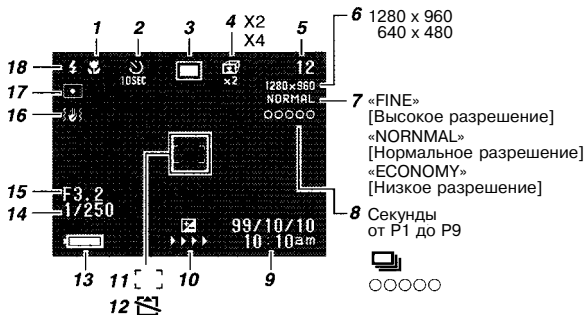 1 2 3 4 X2 5
X4
6 1280 x 960
640 x 480
18 12
10SEC x2
17 1280x960
NORMAL
16
7 «FINE»
[Высокое разрешение]
«NORNMAL»
[Нормальное разрешение]
«ECONOMY»
[Низкое разрешение]
15 F3.2
14 1/250
8 Секунды
от P1 до P9
99/10/10
10:10am
13 11 10 9
12